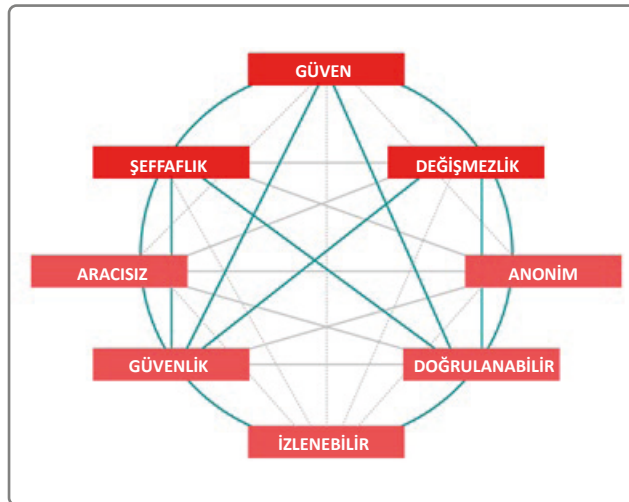 GÜVEN
ŞEFFAFLIK
DEĞİŞMEZLİK
ARACISIZ
ANONİM
GÜVENLİK
DOĞRULANABİLİR
İZLENEBİLİR